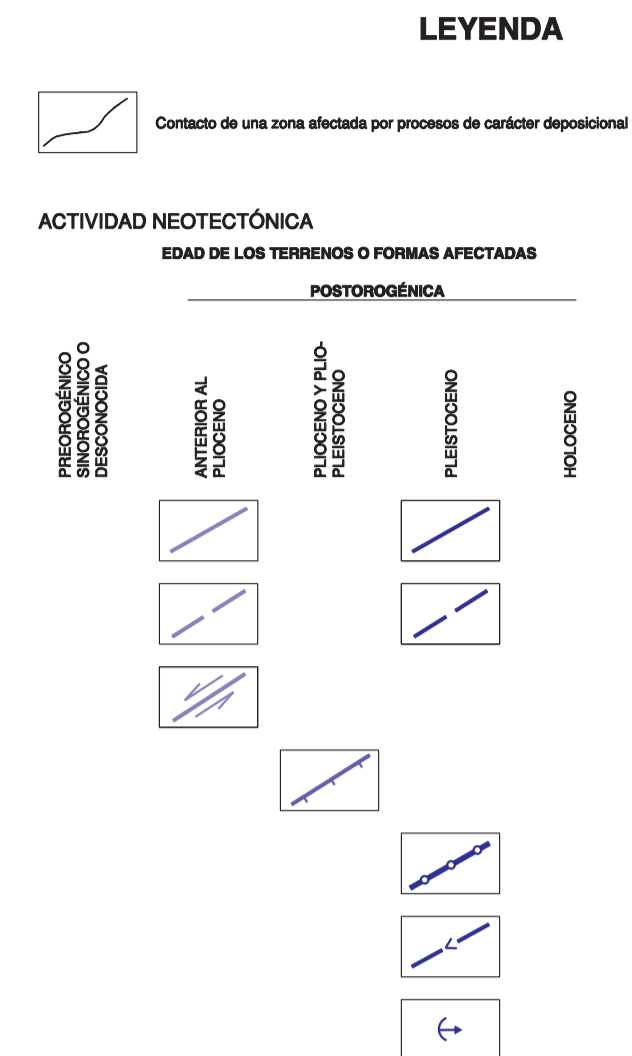 LEYENDA
Contacto de una zona afectada por procesos de carácter deposicional
ACTIVIDAD NEOTECTÓNICA
EDAD DE LOS TERRENOS O FORMAS AFECTADAS
POSTOROGÉNICA
PREOROGÉNICO
SINOROGÉNICO O
DESCONOCIDA
ANTERIOR AL
PLIOCENO
PLIOCENO Y PLIO-
PLEISTOCENO
PLEISTOCENO
HOLOCENO